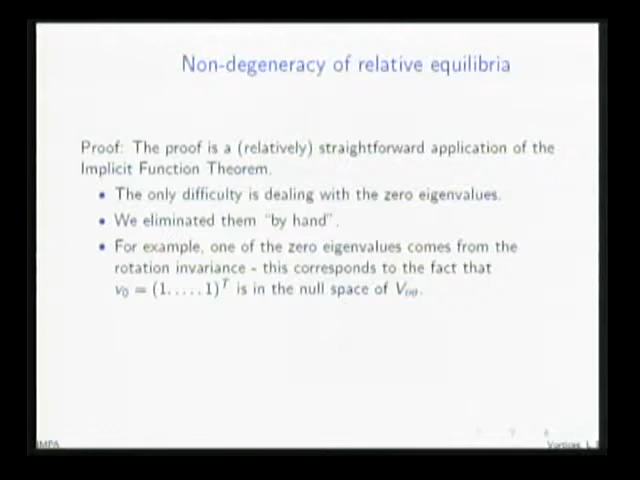 Non-degeneracy of relative equilibria
Proof: The proof is a (relatively) straightforward application of the
Implicit Function Theorem.
• The only difficulty is dealing with the zero eigenvalues.
• We eliminated them "by hand".
• For example, one of the zero eigenvalues comes from the
rotation invariance - this corresponds to the fact that
v₀ = (1, . . . , 1)ᵀ is in the null space of V
IMPA
Vortices, L